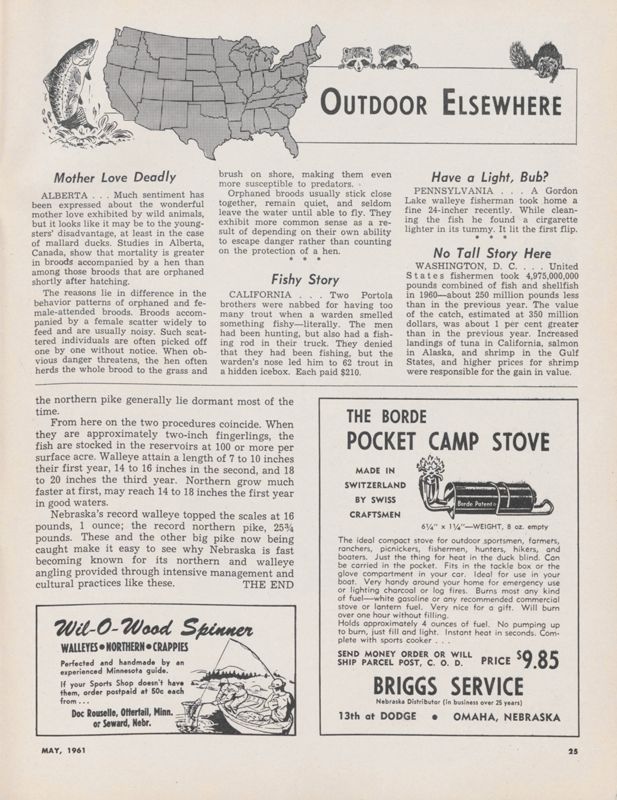 OUTDOOR ELSEWHERE
Mother Love Deadly
ALBERTA . . . Much sentiment has
been expressed about the wonderful
mother love exhibited by wild animals,
but it looks like it may be to the young-
sters' disadvantage, at least in the case
of mallard ducks. Studies in Alberta,
Canada, show that mortality is greater
in broods accompanied by a hen than
among those broods that are orphaned
shortly after hatching.
The reasons lie in difference in the
behavior patterns of orphaned and fe-
male-attended broods. Broods accom-
panied by a female scatter widely to
feed and are usually noisy. Such scat-
tered individuals are often picked off
one by one without notice. When ob-
vious danger threatens, the hen often
herds the whole brood to the grass and
brush on shore, making them even
more susceptible to predators.
Orphaned broods usually stick close
together, remain quiet, and seldom
leave the water until able to fly. They
exhibit more common sense as a re-
sult of depending on their own ability
to escape danger rather than counting
on the protection of a hen.
* * *
Fishy Story
CALIFORNIA . . . Two Portola
brothers were nabbed for having too
many trout when a warden smelled
something fishy—literally. The men
had been hunting, but also had a fish-
ing rod in their truck. They denied
that they had been fishing, but the
warden's nose led him to 62 trout in
a hidden icebox. Each paid $210.
Have a Light, Bub?
PENNSYLVANIA . . . A Gordon
Lake walleye fisherman took home a
fine 24-incher recently. While clean-
ing the fish he found a cirgarette
lighter in its tummy. It lit the first flip.
* * *
No Tall Story Here
WASHINGTON, D. C. . . . United
States fishermen took 4,975,000,000
pounds combined of fish and shellfish
in 1960—about 250 million pounds less
than in the previous year. The value
of the catch, estimated at 350 million
dollars, was about 1 per cent greater
than in the previous year. Increased
landings of tuna in California, salmon
in Alaska, and shrimp in the Gulf
States, and higher prices for shrimp
were responsible for the gain in value.
the northern pike generally lie dormant most of the
time.
From here on the two procedures coincide. When
they are approximately two-inch fingerlings, the
fish are stocked in the reservoirs at 100 or more per
surface acre. Walleye attain a length of 7 to 10 inches
their first year, 14 to 16 inches in the second, and 18
to 20 inches the third year. Northern grow much
faster at first, may reach 14 to 18 inches the first year
in good waters.
Nebraska's record walleye topped the scales at 16
pounds, 1 ounce; the record northern pike, 25¾
pounds. These and the other big pike now being
caught make it easy to see why Nebraska is fast
becoming known for its northern and walleye
angling provided through intensive management and
cultural practices like these. THE END
Wil-O-Wood Spinner
WALLEYES • NORTHERN • CRAPPIES
Perfected and handmade by an
experienced Minnesota guide.
If your Sports Shop doesn't have
them, order postpaid at 50c each
from . . .
Doc Rouselle, Ottertail, Minn.
or Seward, Nebr.
THE BORDE
POCKET CAMP STOVE
MADE IN
SWITZERLAND
BY SWISS
CRAFTSMEN
Borde Patent
6¼" x 1¼"—WEIGHT, 8 oz. empty
The ideal compact stove for outdoor sportsmen, farmers,
ranchers, picnickers, fishermen, hunters, hikers, and
boaters. Just the thing for heat in the duck blind. Can
be carried in the pocket. Fits in the tackle box or the
glove compartment in your car. Ideal for use in your
boat. Very handy around your home for emergency use
or lighting charcoal or log fires. Burns most any kind
of fuel—white gasoline or any recommended commercial
stove or lantern fuel. Very nice for a gift. Will burn
over one hour without filling.
Holds approximately 4 ounces of fuel. No pumping up
to burn, just fill and light. Instant heat in seconds. Com-
plete with sports cooker . . .
SEND MONEY ORDER OR WILL
SHIP PARCEL POST, C. O. D.
PRICE $9.85
BRIGGS SERVICE
Nebraska Distributor (in business over 25 years)
13th at DODGE • OMAHA, NEBRASKA
MAY, 1961
25